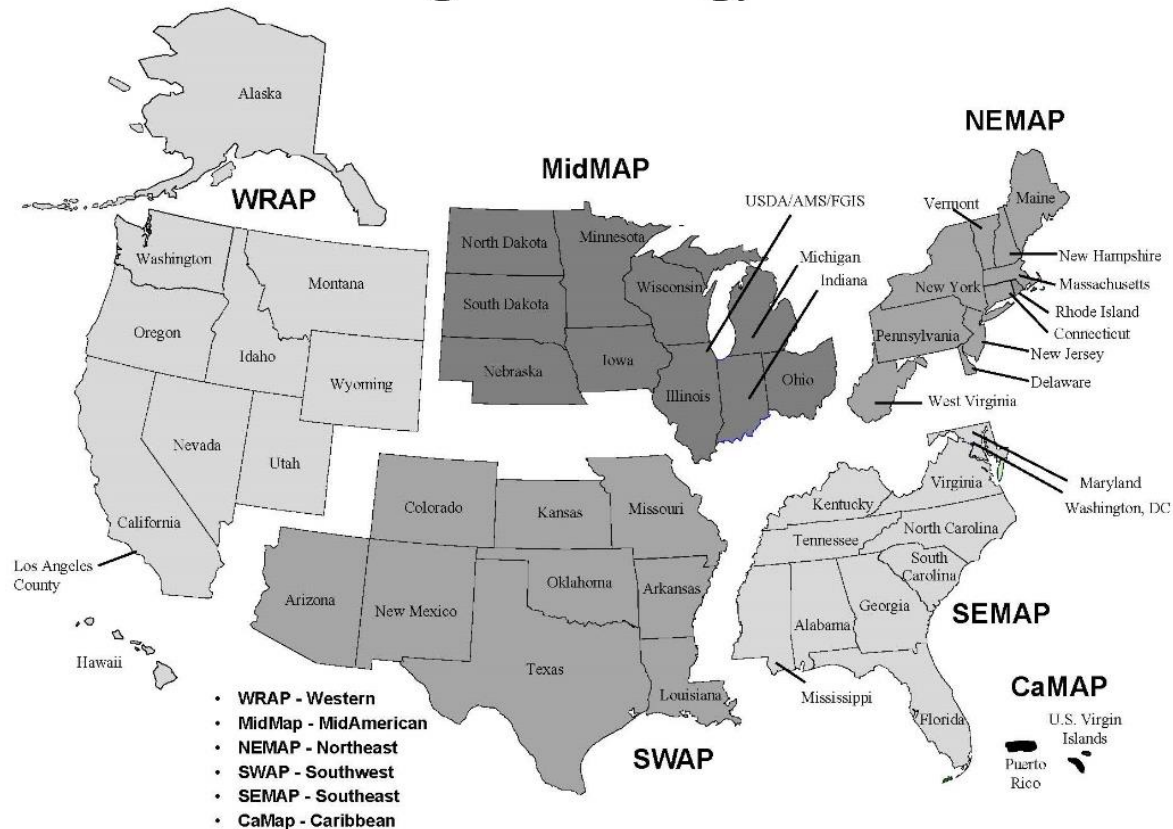 Alaska
NEMAP
MidMAP
WRAP
USDA/AMS/FGIS
Vermont
Maine
North Dakota
Minnesota
Washington
Michigan
New Hampshire
Indiana
Montana
Wisconsin
New York
Massachusetts
South Dakota
Rhode Island
Oregon
Pennsylvania
Connecticut
Idaho
Iowa
New Jersey
Wyoming
Nebraska
Ohio
Delaware
Illinois
West Virginia
Nevada
Utah
Virginia
Maryland
Kentucky
Colorado
Kansas
Missouri
Washington, DC
California
North Carolina
Tennessee
South
Carolina
Los Angeles
County
Oklahoma
Arkansas
Arizona
New Mexico
Georgia
SEMAP
Alabama
Hawaii
Texas
Louisiana
Mississippi
CaMAP
Florida
U.S. Virgin
Islands
SWAP
Puerto
Rico
• WRAP - Western
• MidMap - MidAmerican
• NEMAP - Northeast
• SWAP - Southwest
• SEMAP - Southeast
• CaMap - Caribbean